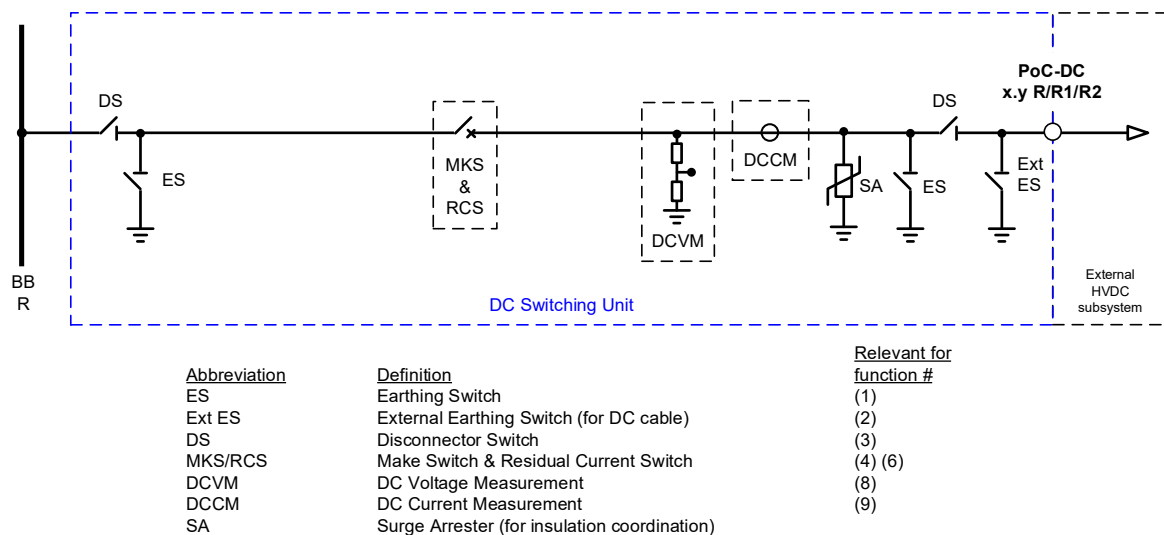 PoC-DC
x.y R/R1/R2
DS
DS
ES
MKS
&
RCS
DCVM
DCCM
SA
ES
Ext
ES
BB
R
DC Switching Unit
External
HVDC
subsystem
Abbreviation Definition Relevant for function #
ES Earthing Switch (1)
Ext ES External Earthing Switch (for DC cable) (2)
DS Disconnector Switch (3)
MKS/RCS Make Switch & Residual Current Switch (4) (6)
DCVM DC Voltage Measurement (8)
DCCM DC Current Measurement (9)
SA Surge Arrester (for insulation coordination)